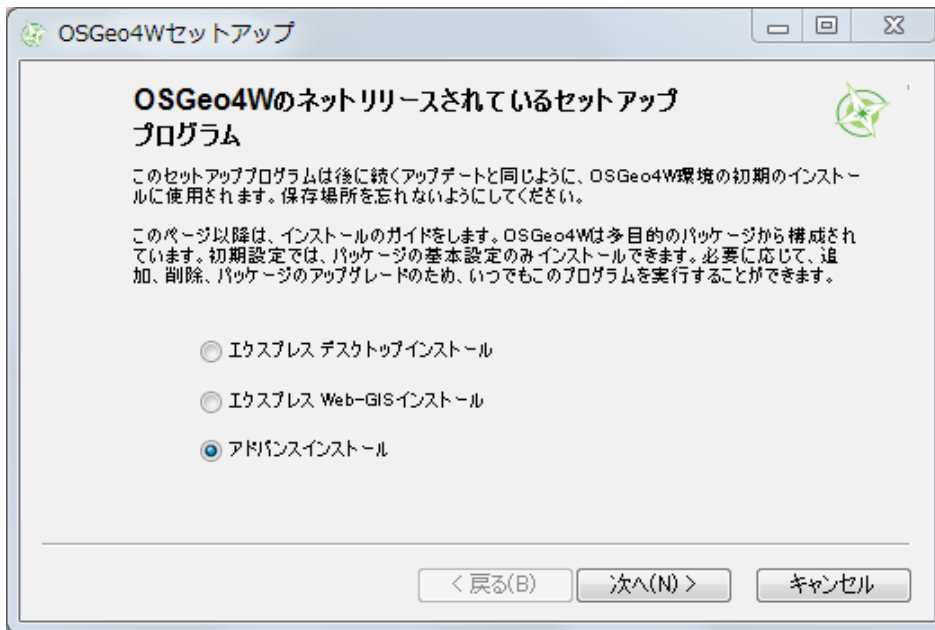 OSGeo4Wセットアップ
OSGeo4Wのネットリリースされているセットアップ
プログラム
このセットアッププログラムは後に続くアップデートと同じように、OSGeo4W環境の初期のインストー
ルに使用されます。保存場所を忘れないようにしてください。
このページ以降は、インストールのガイドをします。OSGeo4Wは多目的のパッケージから構成され
ています。初期設定では、パッケージの基本設定のみインストールできます。必要に応じて、追
加、削除、パッケージのアップグレードのため、いつでもこのプログラムを実行することができます。
エクスプレス デスクトップインストール
エクスプレス Web-GISインストール
アドバンスインストール
< 戻る(B)
次へ(N) >
キャンセル